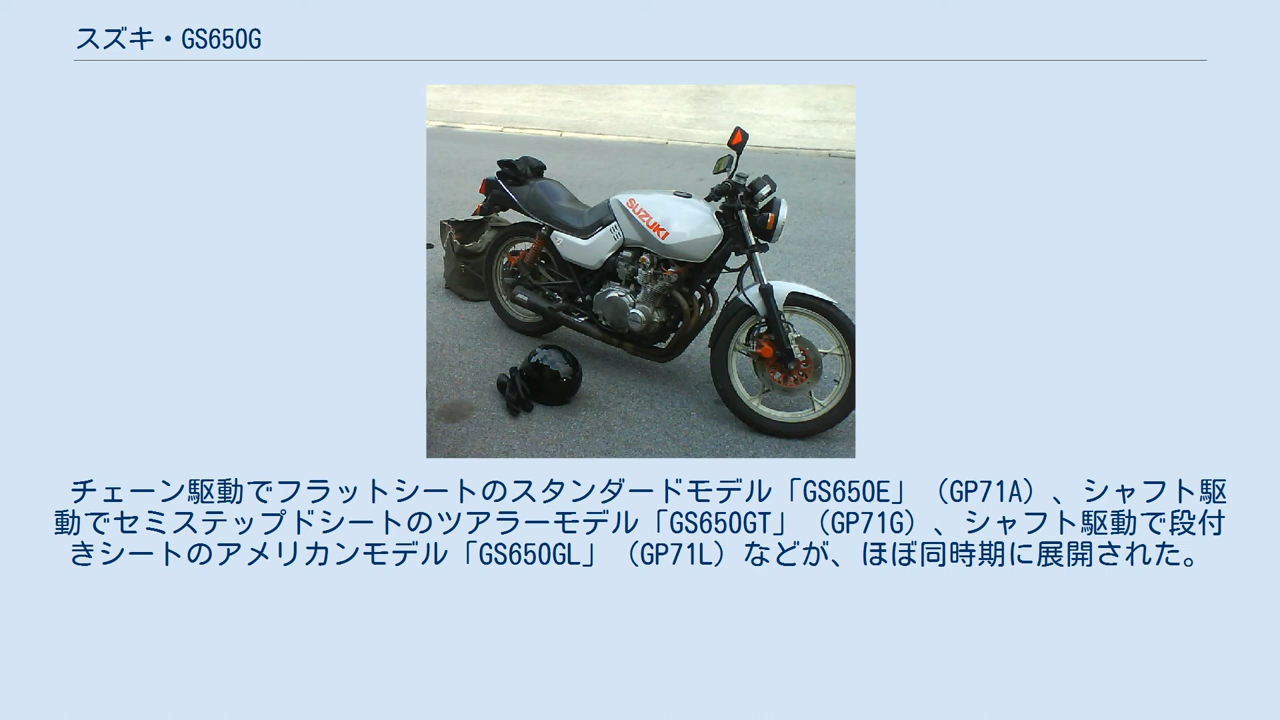 スズキ・GS650G
SUZUKI
チェーン駆動でフラットシートのスタンダードモデル「GS650E」（GP71A）、シャフト駆
動でセミステップドシートのツアラーモデル「GS650GT」（GP71G）、シャフト駆動で段付
きシートのアメリカンモデル「GS650GL」（GP71L）などが、ほぼ同時期に展開された。